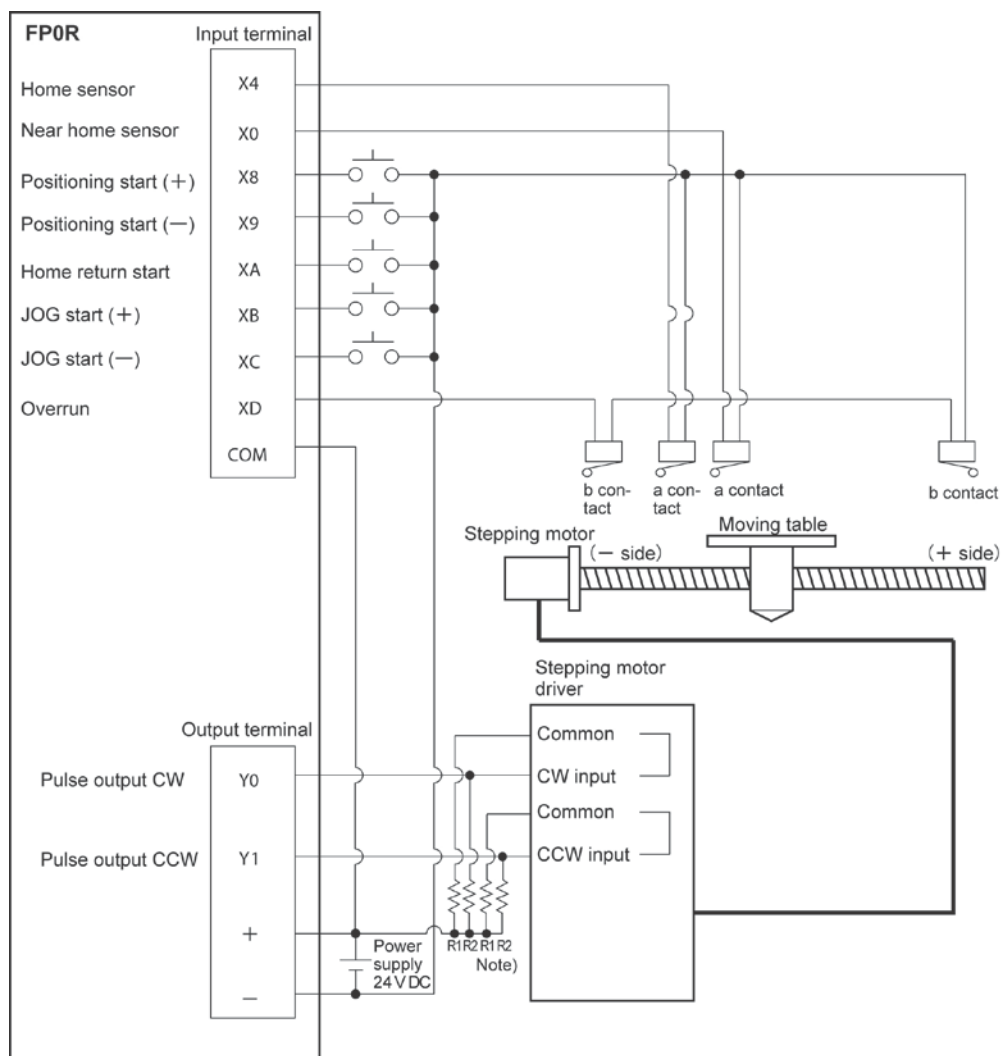 FP0R
Input terminal
Home sensor
X4
Near home sensor
X0
Positioning start (+)
X8
Positioning start (−)
X9
Home return start
XA
JOG start (+)
XB
JOG start (−)
XC
Overrun
XD
COM
b con-
tact
a con-
tact
a contact
b contact
Stepping motor
(− side)
Moving table
(+ side)
Stepping motor
driver
Output terminal
Common
Pulse output CW
Y0
CW input
Common
Pulse output CCW
Y1
CCW input
+
Power
supply
24 V DC
R1 R2 R1 R2
Note)
−